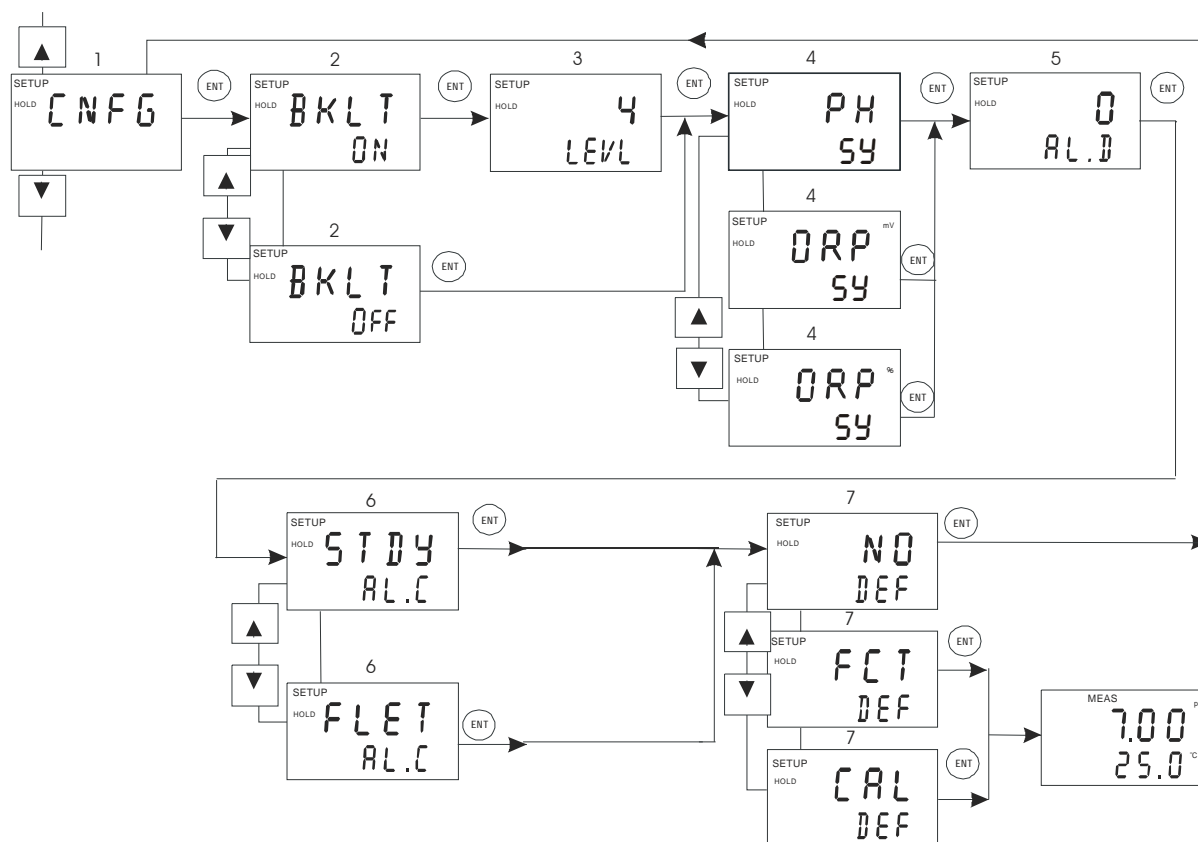 1
SETUP
HOLD
CNFG
ENT
2
SETUP
HOLD
BKLT
ON
ENT
3
SETUP
HOLD
4
LEVL
ENT
4
SETUP
HOLD
PH
SY
ENT
5
SETUP
HOLD
0
AL.D
ENT
2
SETUP
HOLD
BKLT
OFF
ENT
4
SETUP
HOLD
ORP mV
SY
ENT
4
SETUP
HOLD
ORP %
SY
ENT
6
SETUP
HOLD
STDY
AL.C
ENT
7
SETUP
HOLD
NO
DEF
ENT
6
SETUP
HOLD
FLET
AL.C
ENT
7
SETUP
HOLD
FCT
DEF
ENT
7
SETUP
HOLD
CAL
DEF
ENT
MEAS
7.00
25.0 °C